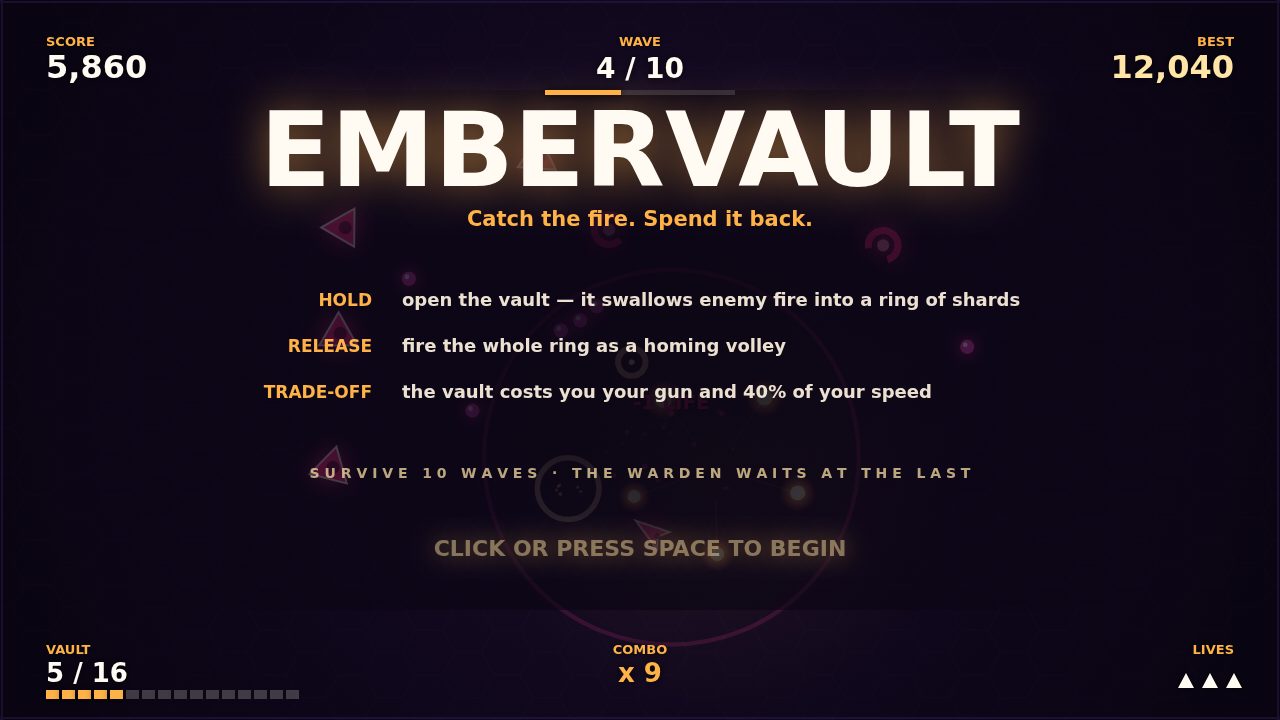 SCORE
5,860
WAVE
4 / 10
BEST
12,040
EMBERVAULT
Catch the fire. Spend it back.
HOLD open the vault — it swallows enemy fire into a ring of shards
RELEASE fire the whole ring as a homing volley
TRADE-OFF the vault costs you your gun and 40% of your speed
SURVIVE 10 WAVES · THE WARDEN WAITS AT THE LAST
CLICK OR PRESS SPACE TO BEGIN
VAULT
5 / 16
COMBO
x 9
LIVES